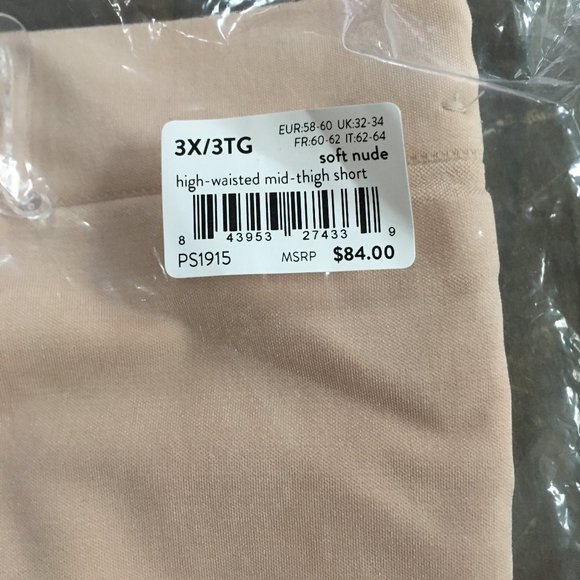 3X/3TG
EUR:58-60 UK:32-34
FR:60-62 IT:62-64
soft nude
high-waisted mid-thigh short
8 43953 27433 9
PS1915 MSRP $84.00